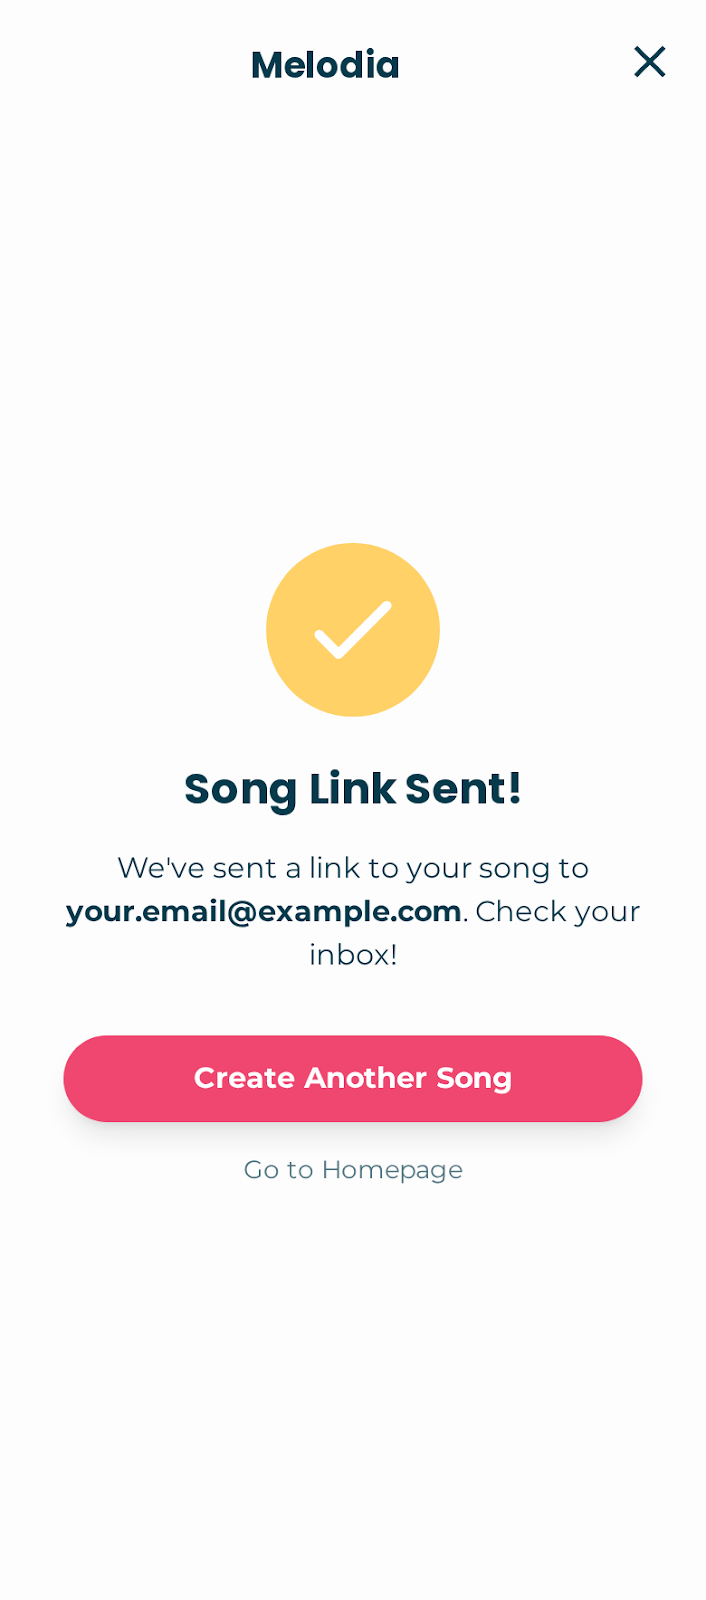 Melodia
Song Link Sent!
We've sent a link to your song to
your.email@example.com. Check your
inbox!
Create Another Song
Go to Homepage